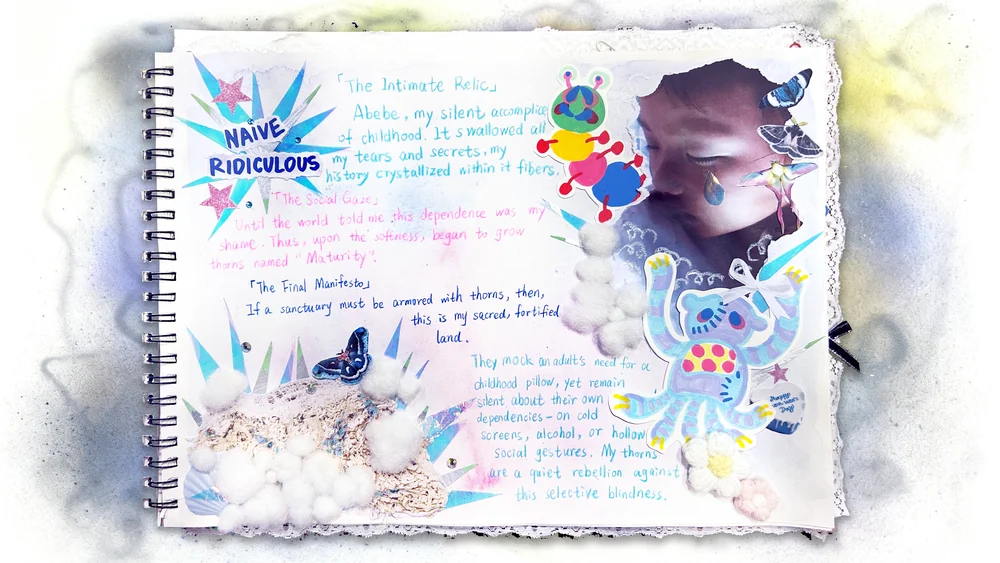 NAIVE
RIDICULOUS
「The Intimate Relic」
Abebe, my silent accomplice
of childhood. It swallowed all
my tears and secrets, my
history crystallized within it fibers.
「The Social Gaze」
Until the world told me this dependence was my
shame. Thus, upon the softness, began to grow
thorns named "Maturity".
「The Final Manifesto」
If a sanctuary must be armored with thorns, then,
this is my sacred, fortified
land.
They mock an adults need for a
childhood pillow, yet remain
silent about their own
dependencies - on cold
screens, alcohol, or hollow
social gestures. My thorns
are a quiet rebellion against
this selective blindness.